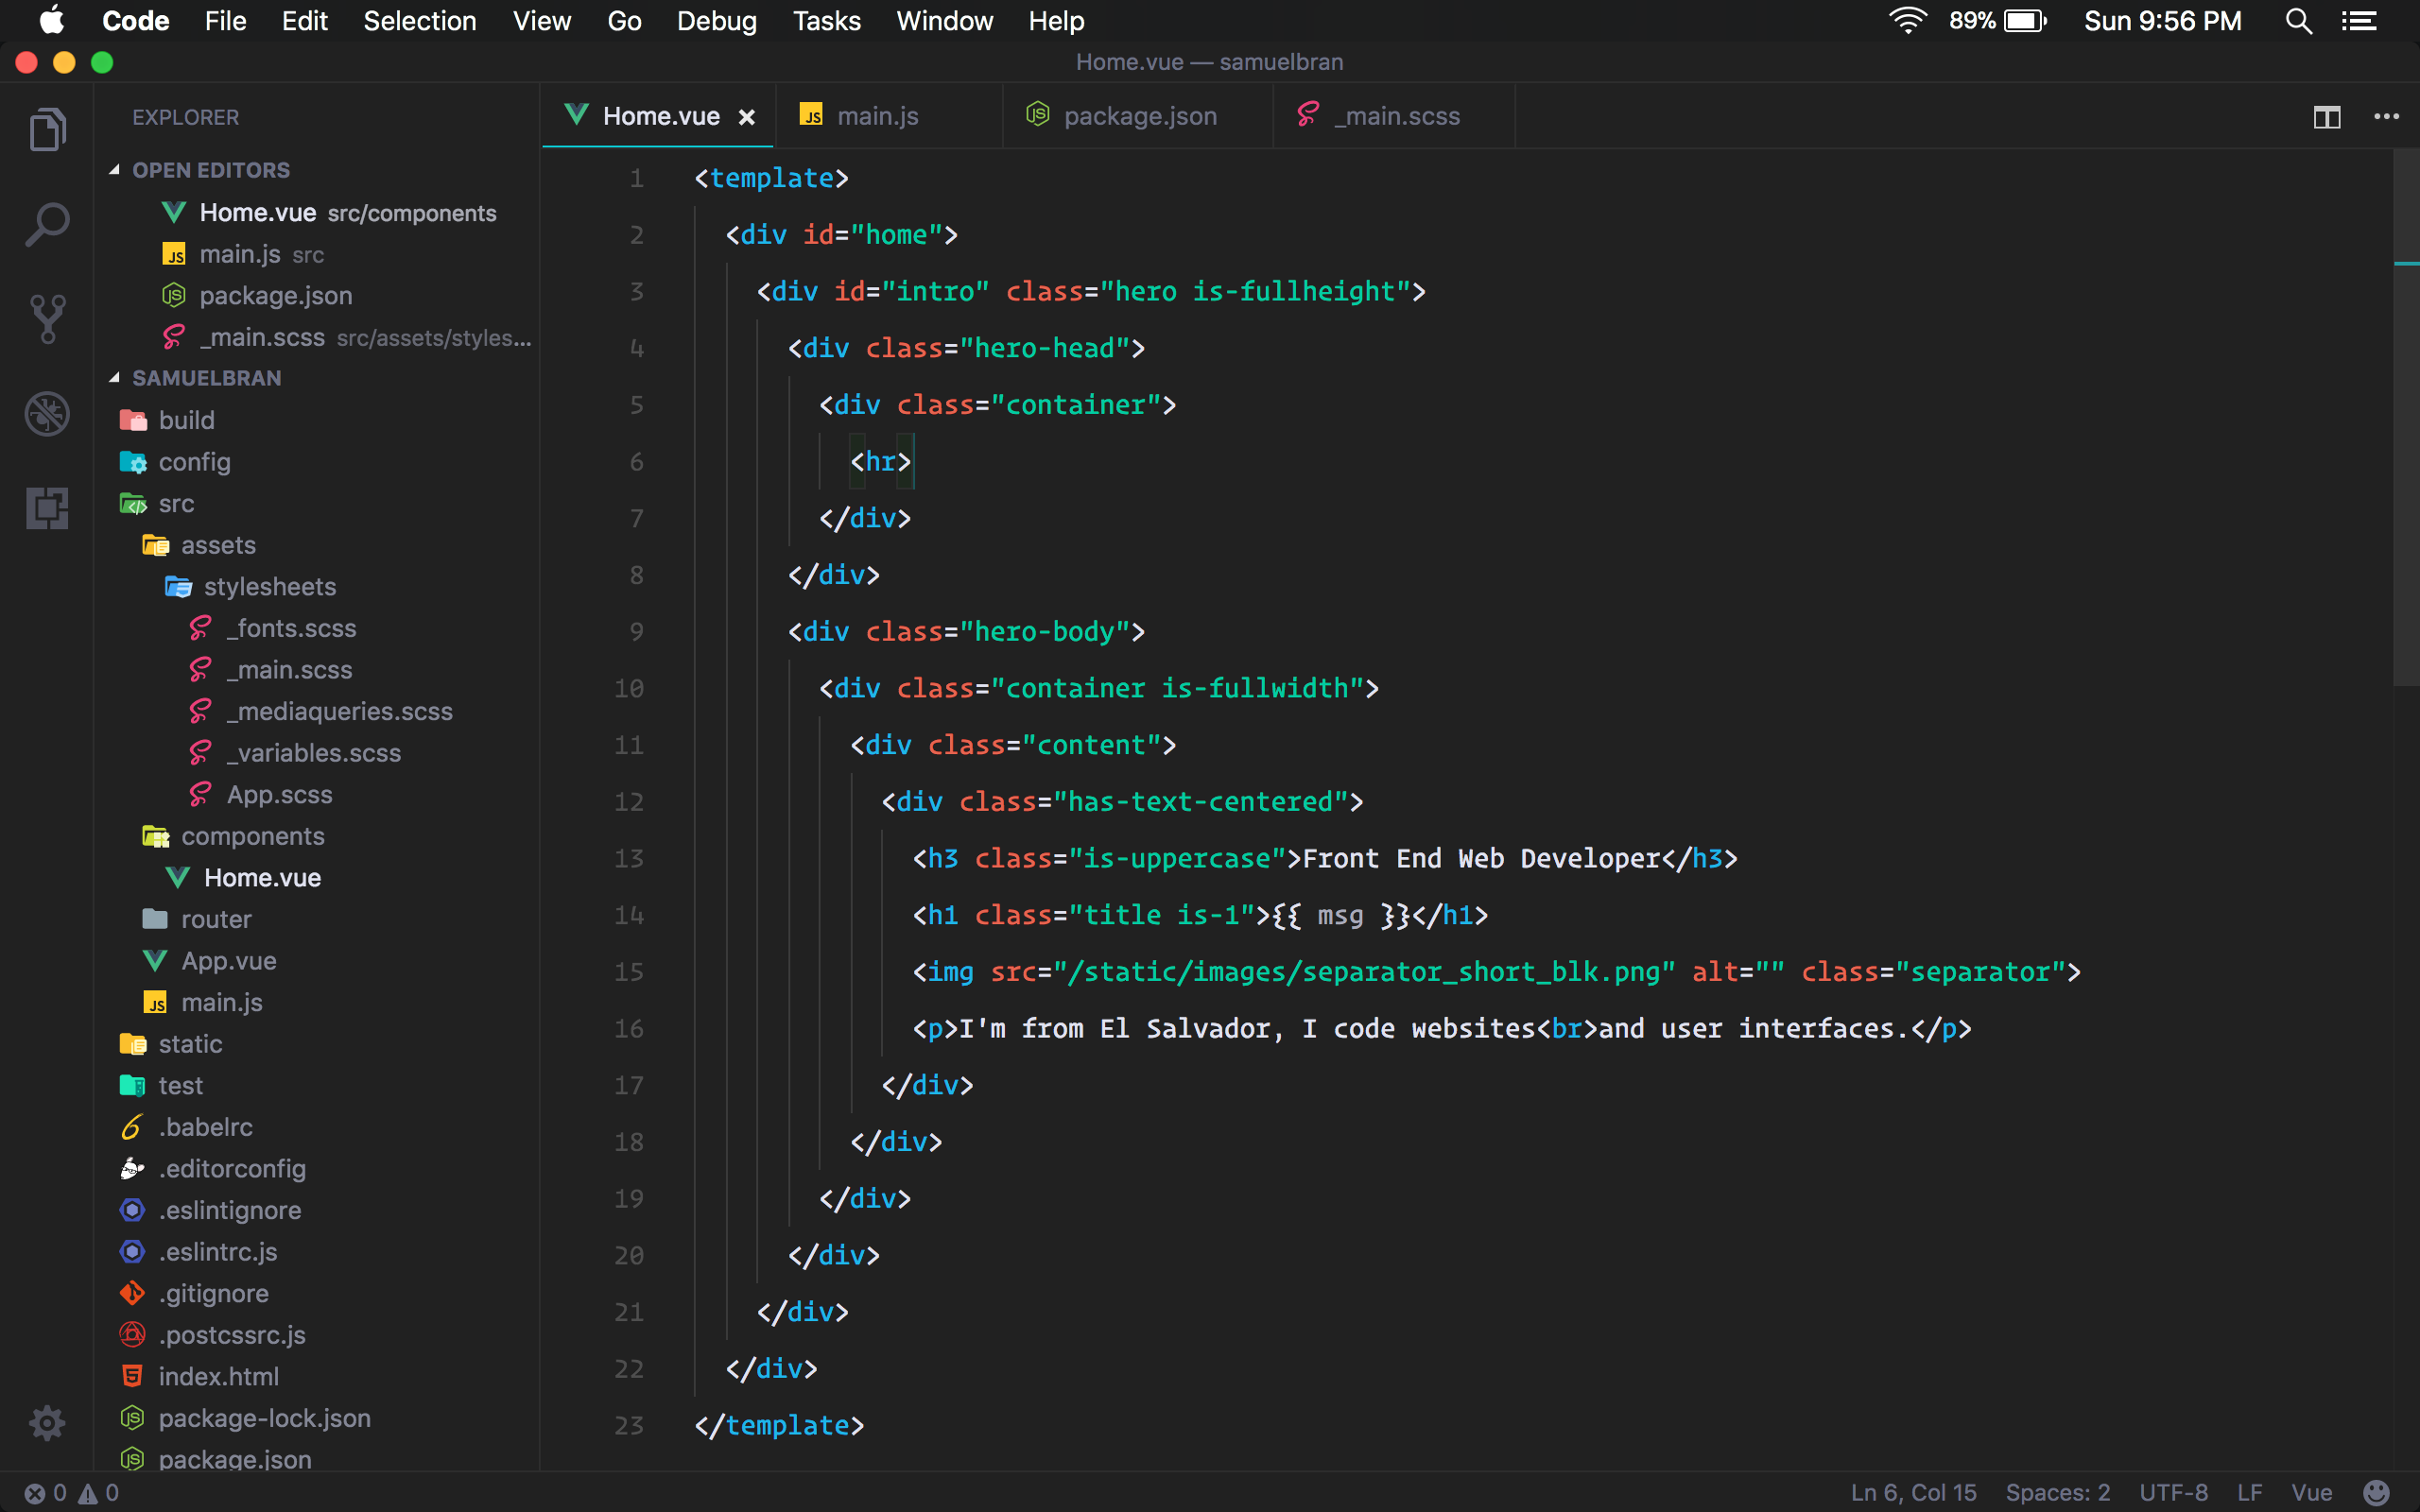 Code File Edit Selection View Go Debug Tasks Window Help 89% Sun 9:56 PM
Home.vue — samuelbran
EXPLORER
OPEN EDITORS
Home.vue src/components
main.js src
package.json
_main.scss src/assets/styles...
SAMUELBRAN
build
config
src
assets
stylesheets
_fonts.scss
_main.scss
_mediaqueries.scss
_variables.scss
App.scss
components
Home.vue
router
App.vue
main.js
static
test
.babelrc
.editorconfig
.eslintignore
.eslintrc.js
.gitignore
.postcssrc.js
index.html
package-lock.json
package.json
Home.vue main.js package.json _main.scss
1 <template>
2 <div id="home">
3 <div id="intro" class="hero is-fullheight">
4 <div class="hero-head">
5 <div class="container">
6 <hr>
7 </div>
8 </div>
9 <div class="hero-body">
10 <div class="container is-fullwidth">
11 <div class="content">
12 <div class="has-text-centered">
13 <h3 class="is-uppercase">Front End Web Developer</h3>
14 <h1 class="title is-1">{{ msg }}</h1>
15 <img src="/static/images/separator_short_blk.png" alt="" class="separator">
16 <p>I'm from El Salvador, I code websites<br>and user interfaces.</p>
17 </div>
18 </div>
19 </div>
20 </div>
21 </div>
22 </div>
23 </template>
0 0 Ln 6, Col 15 Spaces: 2 UTF-8 LF Vue